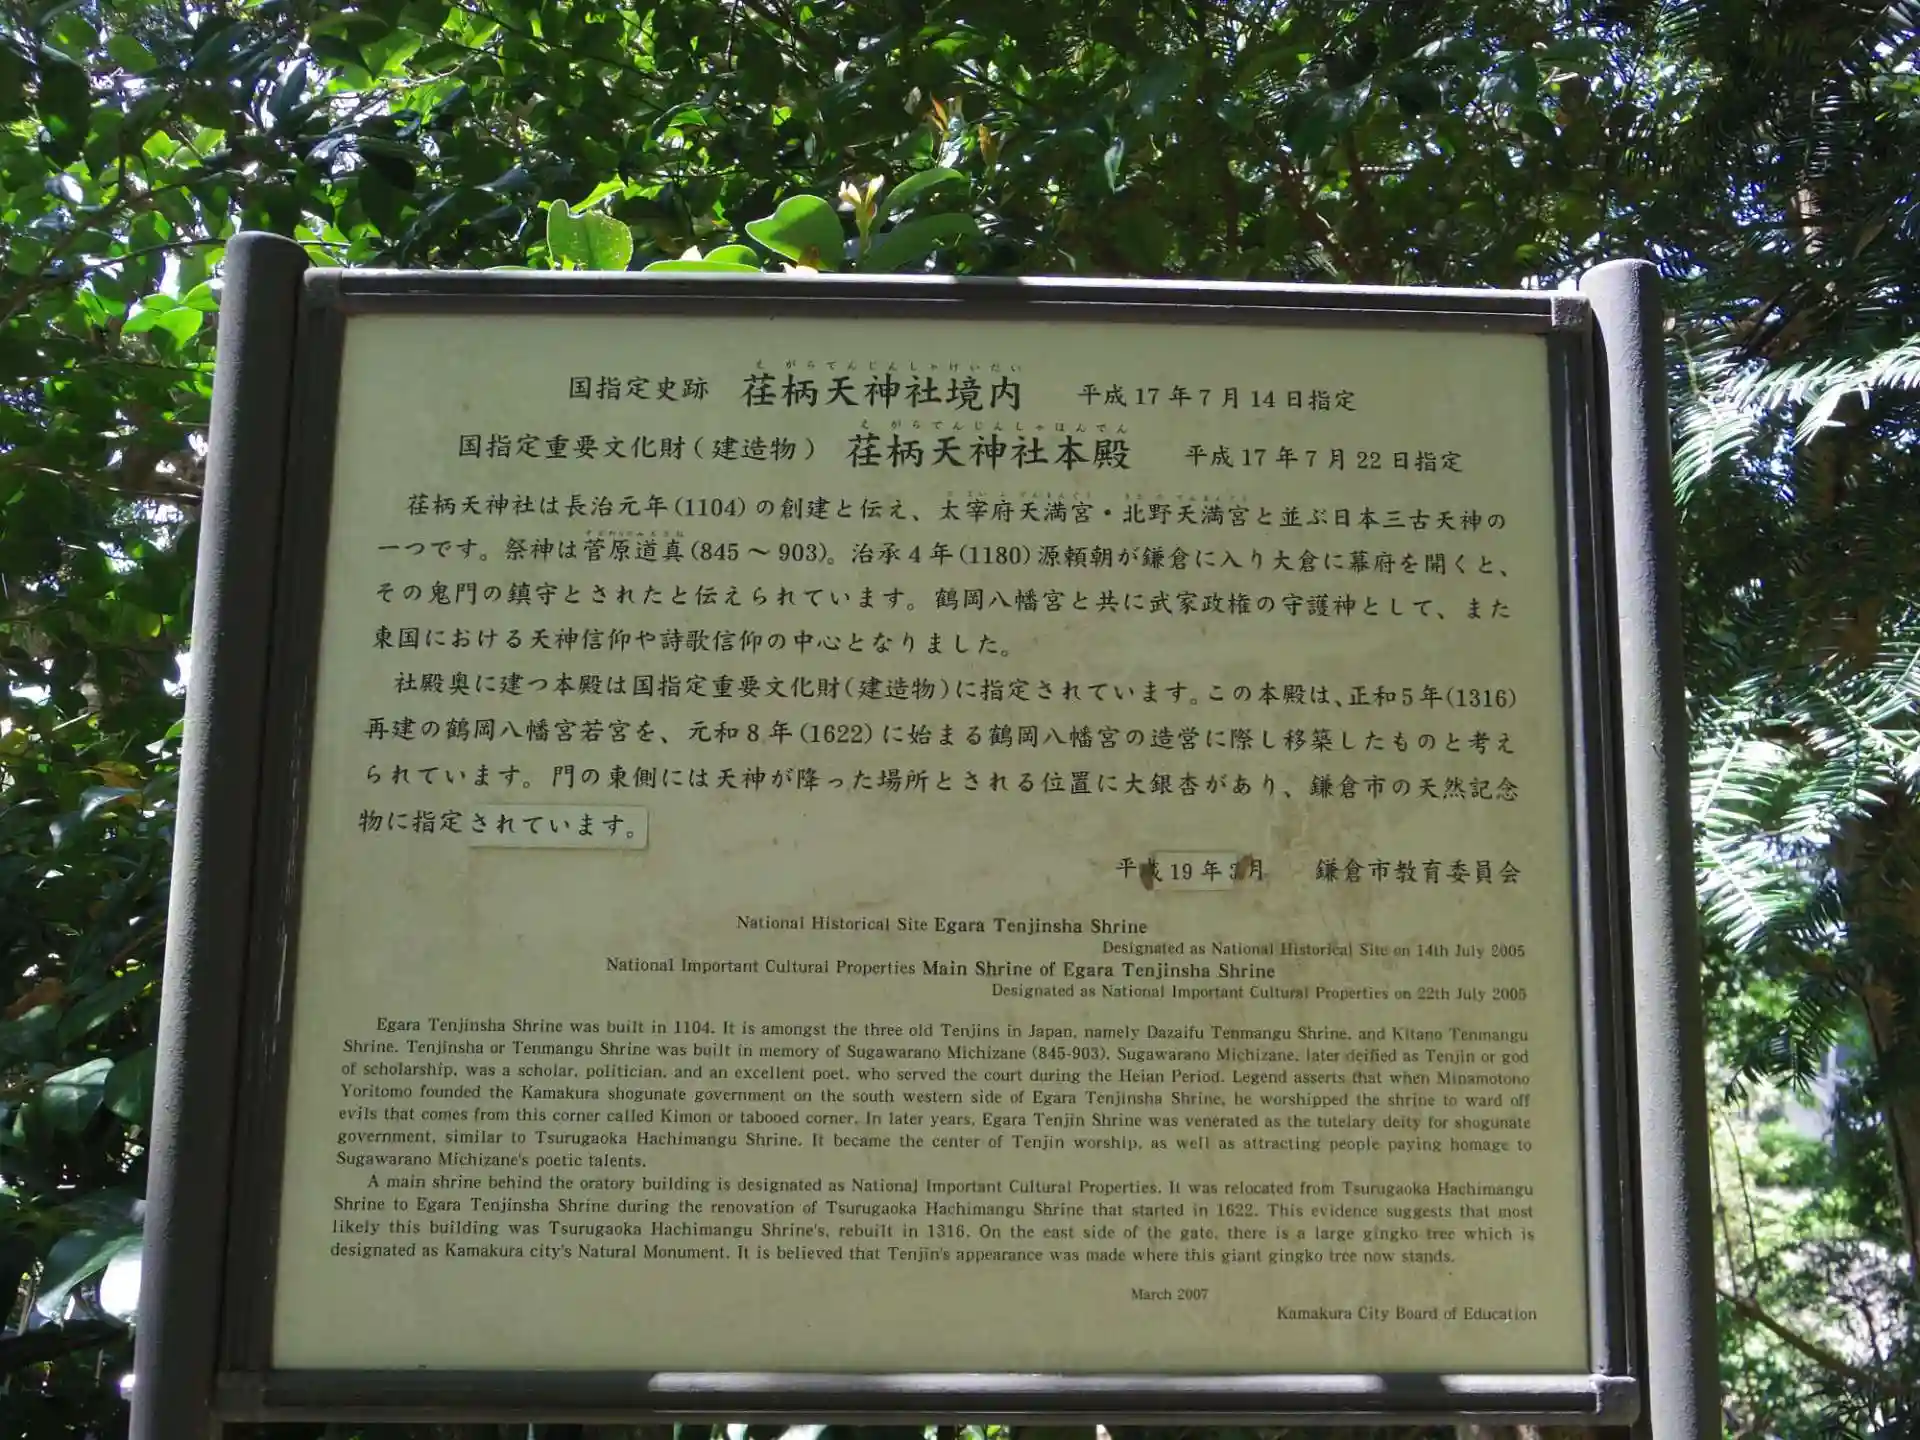 えがらてんじんしゃけいだい
国指定史跡 荏柄天神社境内 平成17年7月14日指定
えがらてんじんしゃほんでん
国指定重要文化財(建造物) 荏柄天神社本殿 平成17年7月22日指定
荏柄天神社は長治元年(1104)の創建と伝え、太宰府天満宮・北野天満宮と並ぶ日本三古天神の
一つです。祭神は菅原道真(845～903)。治承4年(1180)源頼朝が鎌倉に入り大倉に幕府を開くと、
その鬼門の鎮守とされたと伝えられています。鶴岡八幡宮と共に武家政権の守護神として、また
東国における天神信仰や詩歌信仰の中心となりました。
社殿奥に建つ本殿は国指定重要文化財(建造物)に指定されています。この本殿は、正和5年(1316)
再建の鶴岡八幡宮若宮を、元和8年(1622)に始まる鶴岡八幡宮の造営に際し移築したものと考え
られています。門の東側には天神が降った場所とされる位置に大銀杏があり、鎌倉市の天然記念
物に指定されています。
平成19年3月 鎌倉市教育委員会
National Historical Site Egara Tenjinsha Shrine
Designated as National Historical Site on 14th July 2005
National Important Cultural Properties Main Shrine of Egara Tenjinsha Shrine
Designated as National Important Cultural Properties on 22th July 2005
Egara Tenjinsha Shrine was built in 1104. It is amongst the three old Tenjins in Japan, namely Dazaifu Tenmangu Shrine, and Kitano Tenmangu
Shrine. Tenjinsha or Tenmangu Shrine was built in memory of Sugawarano Michizane (845-903). Sugawarano Michizane, later deified as Tenjin or god
of scholarship, was a scholar, politician, and an excellent poet, who served the court during the Heian Period. Legend asserts that when Minamotono
Yoritomo founded the Kamakura shogunate government on the south western side of Egara Tenjinsha Shrine, he worshipped the shrine to ward off
evils that comes from this corner called Kimon or tabooed corner. In later years, Egara Tenjin Shrine was venerated as the tutelary deity for shogunate
government, similar to Tsurugaoka Hachimangu Shrine. It became the center of Tenjin worship, as well as attracting people paying homage to
Sugawarano Michizane's poetic talents.
A main shrine behind the oratory building is designated as National Important Cultural Properties. It was relocated from Tsurugaoka Hachimangu
Shrine to Egara Tenjinsha Shrine during the renovation of Tsurugaoka Hachimangu Shrine that started in 1622. This evidence suggests that most
likely this building was Tsurugaoka Hachimangu Shrine's, rebuilt in 1316. On the east side of the gate, there is a large gingko tree which is
designated as Kamakura city's Natural Monument. It is believed that Tenjin's appearance was made where this giant gingko tree now stands.
March 2007
Kamakura City Board of Education